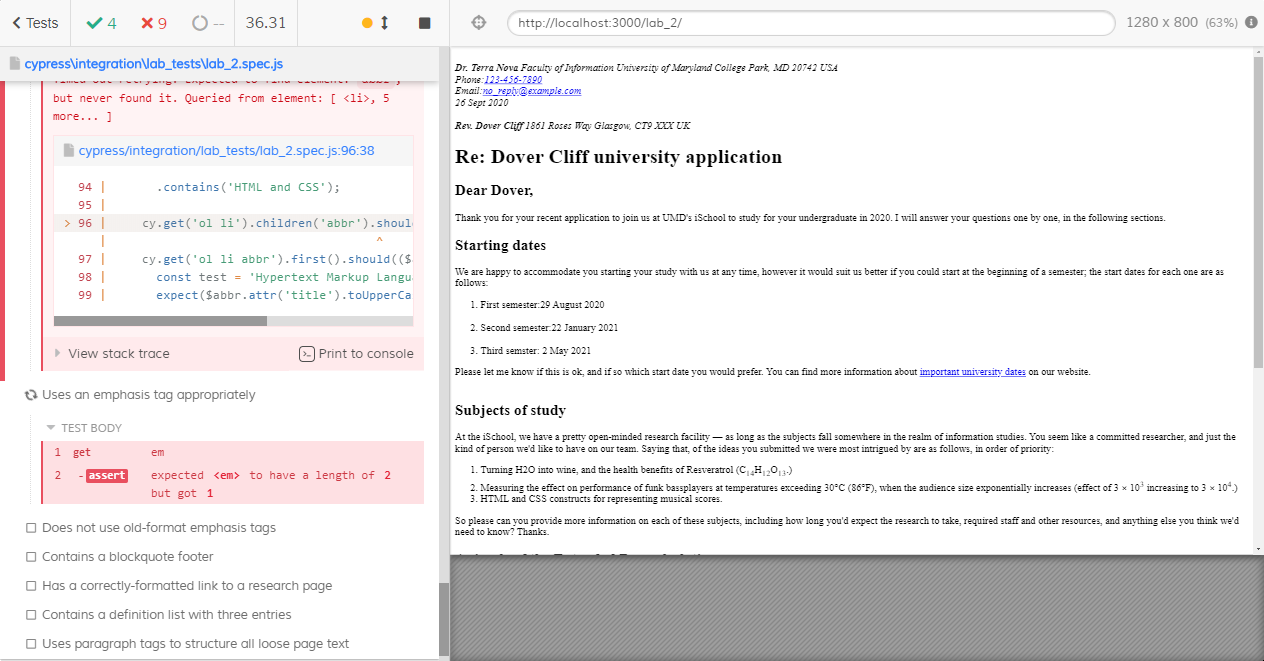 Tests
4
9
--
36.31
http://localhost:3000/lab_2/
1280 x 800 (63%)
cypress\integration\lab_tests\lab_2.spec.js
but never found it. Queried from element: [ <li>, 5
more... ]
cypress/integration/lab_tests/lab_2.spec.js:96:38
94 | .contains('HTML and CSS');
95 |
> 96 | cy.get('ol li').children('abbr').shoul
| ^
97 | cy.get('ol li abbr').first().should(($
98 | const test = 'Hypertext Markup Langu
99 | expect($abbr.attr('title').toUpperCa
View stack trace
Print to console
Uses an emphasis tag appropriately
TEST BODY
1 get em
2 -assert expected <em> to have a length of 2
but got 1
Does not use old-format emphasis tags
Contains a blockquote footer
Has a correctly-formatted link to a research page
Contains a definition list with three entries
Uses paragraph tags to structure all loose page text
Dr. Terra Nova Faculty of Information University of Maryland College Park, MD 20742 USA
Phone:123-456-7890
Email:no_reply@example.com
26 Sept 2020
Rev. Dover Cliff 1861 Roses Way Glasgow, CT9 XXX UK
Re: Dover Cliff university application
Dear Dover,
Thank you for your recent application to join us at UMD's iSchool to study for your undergraduate in 2020. I will answer your questions one by one, in the following sections.
Starting dates
We are happy to accommodate you starting your study with us at any time, however it would suit us better if you could start at the beginning of a semester; the start dates for each one are as
follows:
1. First semester:29 August 2020
2. Second semester:22 January 2021
3. Third semster: 2 May 2021
Please let me know if this is ok, and if so which start date you would prefer. You can find more information about important university dates on our website.
Subjects of study
At the iSchool, we have a pretty open-minded research facility — as long as the subjects fall somewhere in the realm of information studies. You seem like a committed researcher, and just the
kind of person we'd like to have on our team. Saying that, of the ideas you submitted we were most intrigued by are as follows, in order of priority:
1. Turning H2O into wine, and the health benefits of Resveratrol (C₁₄H₁₂O₁₃.)
2. Measuring the effect on performance of funk bassplayers at temperatures exceeding 30°C (86°F), when the audience size exponentially increases (effect of 3 × 10³ increasing to 3 × 10⁴.)
3. HTML and CSS constructs for representing musical scores.
So please can you provide more information on each of these subjects, including how long you'd expect the research to take, required staff and other resources, and anything else you think we'd
need to know? Thanks.